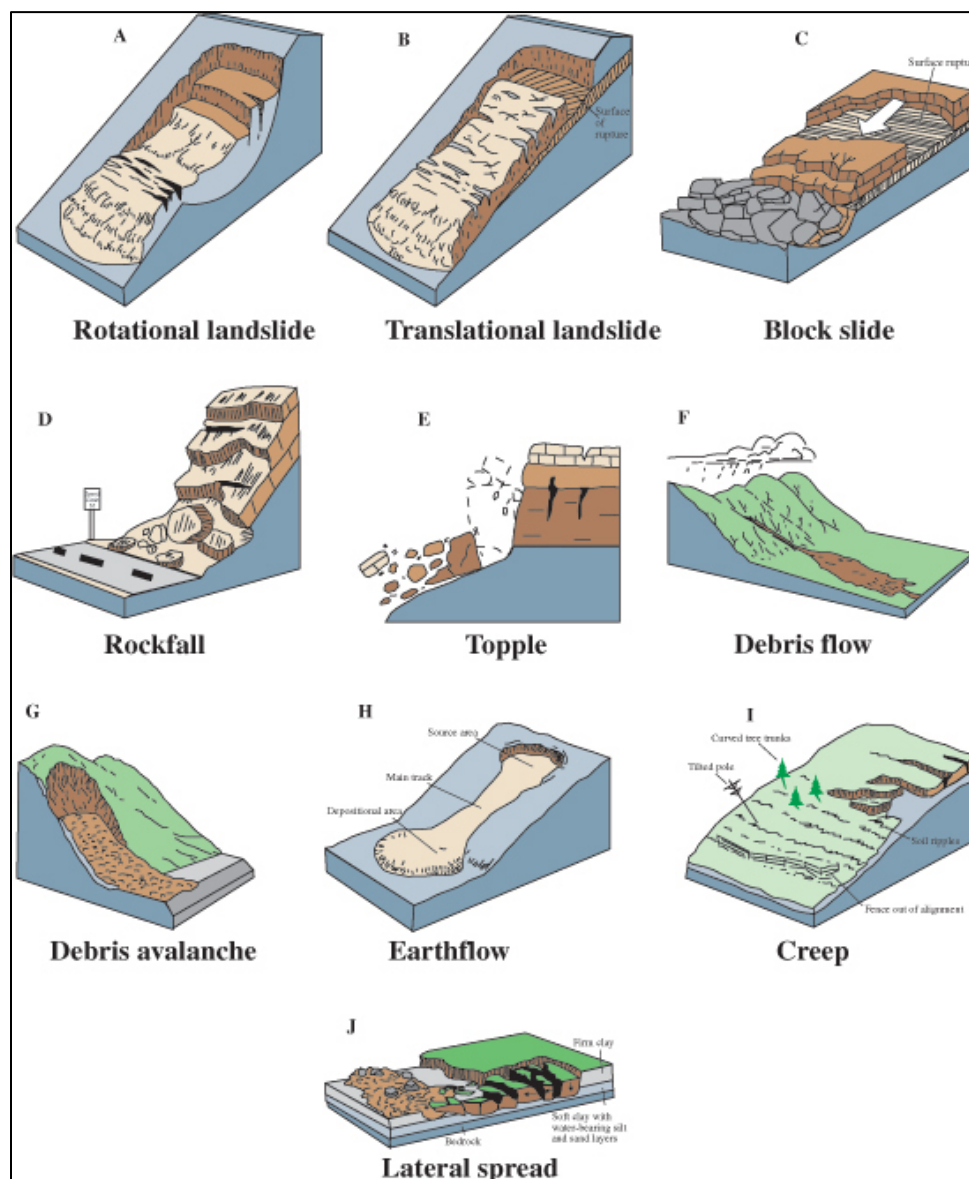 A
B
C
Surface
of
rupture
Surface ruptu
Rotational landslide
Translational landslide
Block slide
D
E
F
Rockfall
Topple
Debris flow
G
H
I
Source area
Main track
Depositional area
Curved tree trunks
Tilted pole
Soil ripples
Fence out of alignment
Debris avalanche
Earthflow
Creep
J
Firm clay
Soft clay with
water-bearing silt
and sand layers
Bedrock
Lateral spread